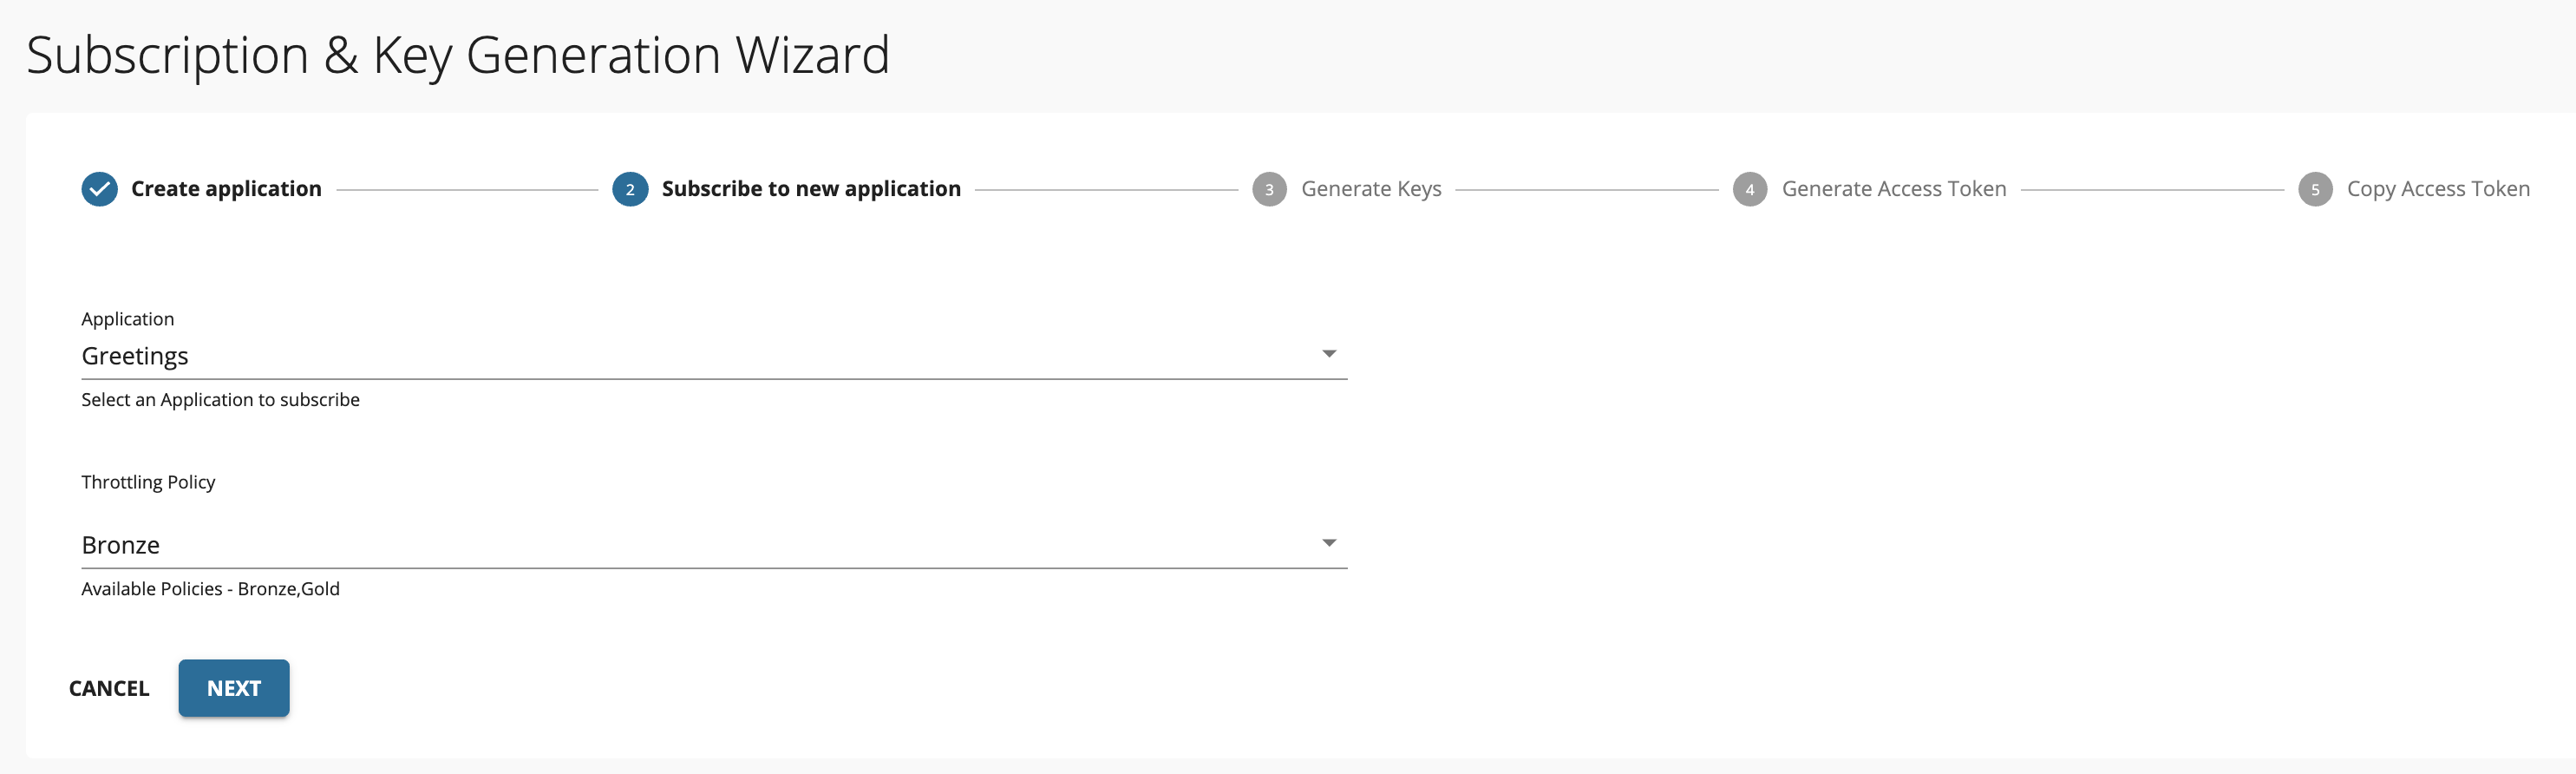 Subscription & Key Generation Wizard
Create application
2 Subscribe to new application
3 Generate Keys
4 Generate Access Token
5 Copy Access Token
Application
Greetings
Select an Application to subscribe
Throttling Policy
Bronze
Available Policies - Bronze,Gold
CANCEL
NEXT